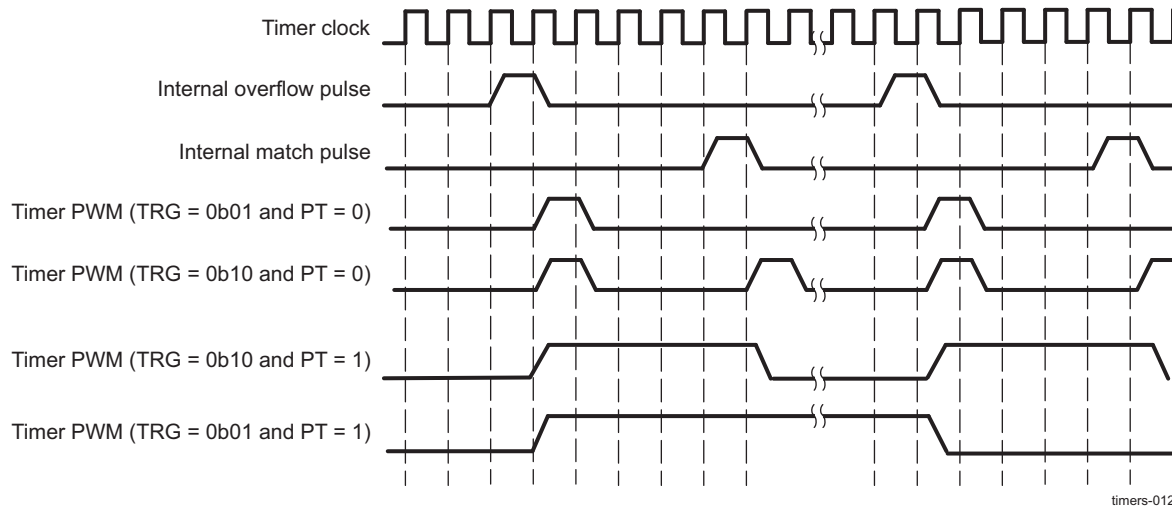 Timer clock
Internal overflow pulse
Internal match pulse
Timer PWM (TRG = 0b01 and PT = 0)
Timer PWM (TRG = 0b10 and PT = 0)
Timer PWM (TRG = 0b10 and PT = 1)
Timer PWM (TRG = 0b01 and PT = 1)
timers-012